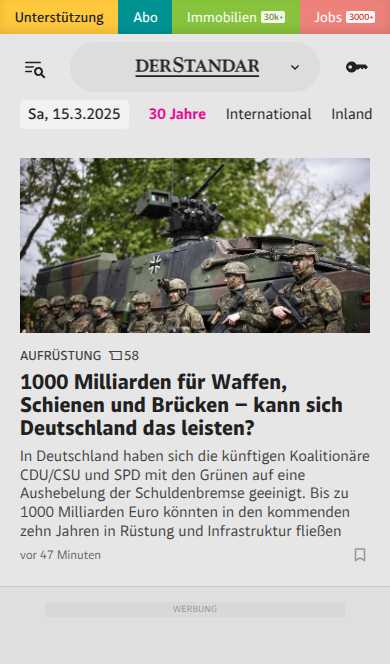 Unterstützung Abo Immobilien 30k+ Jobs 3000+
DERSTANDARD
Sa, 15.3.2025 30 Jahre International Inland
AUFRÜSTUNG 58
1000 Milliarden für Waffen,
Schienen und Brücken – kann sich
Deutschland das leisten?
In Deutschland haben sich die künftigen Koalitionäre
CDU/CSU und SPD mit den Grünen auf eine
Aushebelung der Schuldenbremse geeinigt. Bis zu
1000 Milliarden Euro könnten in den kommenden
zehn Jahren in Rüstung und Infrastruktur fließen
vor 47 Minuten
WERBUNG